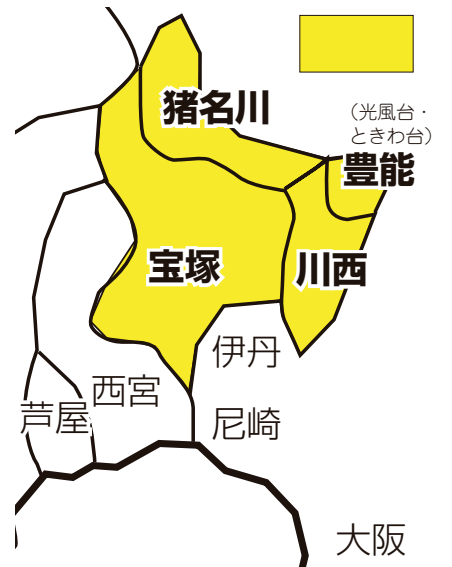 猪名川
（光風台・
ときわ台）
豊能
宝塚
川西
伊丹
西宮
芦屋
尼崎
大阪